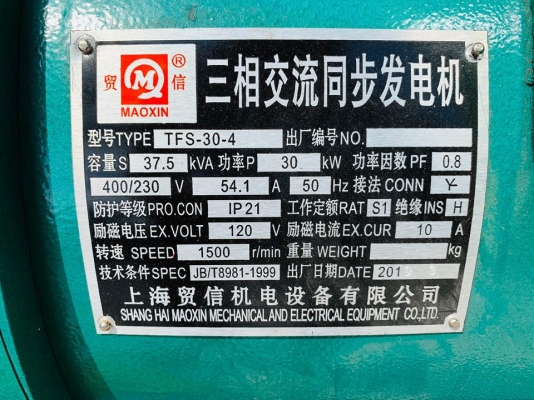 贸 M 信 ®
MAOXIN
三相交流同步发电机
型号TYPE TFS-30-4 出厂编号NO.
容量S 37.5 kVA 功率P 30 kW 功率因数PF 0.8
400/230 V 54.1 A 50 Hz 接法CONN Y
防护等级PRO.CON IP21 工作定额RAT S1 绝缘INS H
励磁电压EX.VOLT 120 V 励磁电流EX.CUR 10 A
转速 SPEED 1500 r/min 重量WEIGHT kg
技术条件SPEC JB/T8981-1999 出厂日期DATE
上海贸信机电设备有限公司
SHANG HAI MAOXIN MECHANICAL AND ELECTRICAL EQUIPMENT CO.,LTD